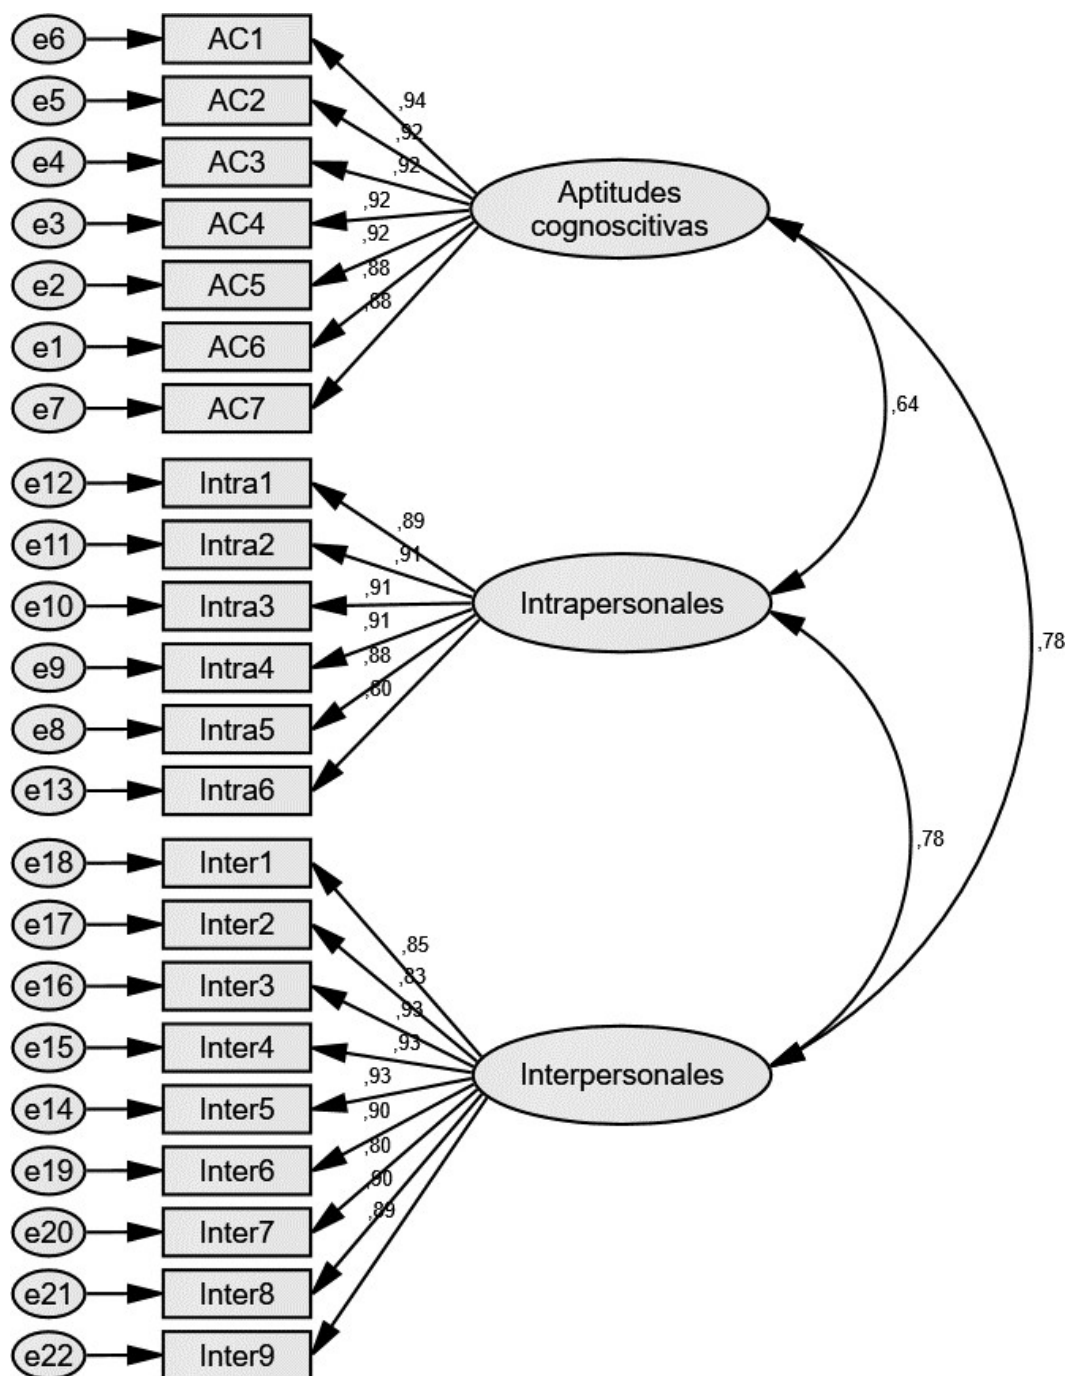 e6
AC1
e5
AC2
e4
AC3
e3
AC4
e2
AC5
e1
AC6
e7
AC7
,94
,92
,92
,92
,92
,88
,88
Aptitudes
cognoscitivas
,64
e12
Intra1
e11
Intra2
e10
Intra3
e9
Intra4
e8
Intra5
e13
Intra6
,89
,91
,91
,91
,88
,80
Intrapersonales
,78
,78
e18
Inter1
e17
Inter2
e16
Inter3
e15
Inter4
e14
Inter5
e19
Inter6
e20
Inter7
e21
Inter8
e22
Inter9
,85
,83
,93
,93
,93
,90
,80
,90
,89
Interpersonales